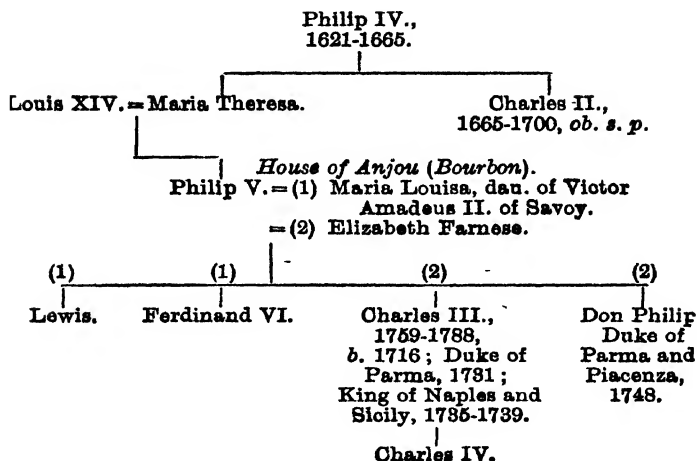 Philip IV.,
1621-1665.
Louis XIV. = Maria Theresa.
Charles II.,
1665-1700, ob. s. p.
House of Anjou (Bourbon).
Philip V. = (1) Maria Louisa, dau. of Victor
Amadeus II. of Savoy.
= (2) Elizabeth Farnese.
(1) (1) (2) (2)
Lewis.
Ferdinand VI.
Charles III.,
1759-1788,
b. 1716; Duke of
Parma, 1731;
King of Naples and
Sicily, 1735-1739.
Don Philip
Duke of
Parma and
Piacenza,
1748.
Charles IV.